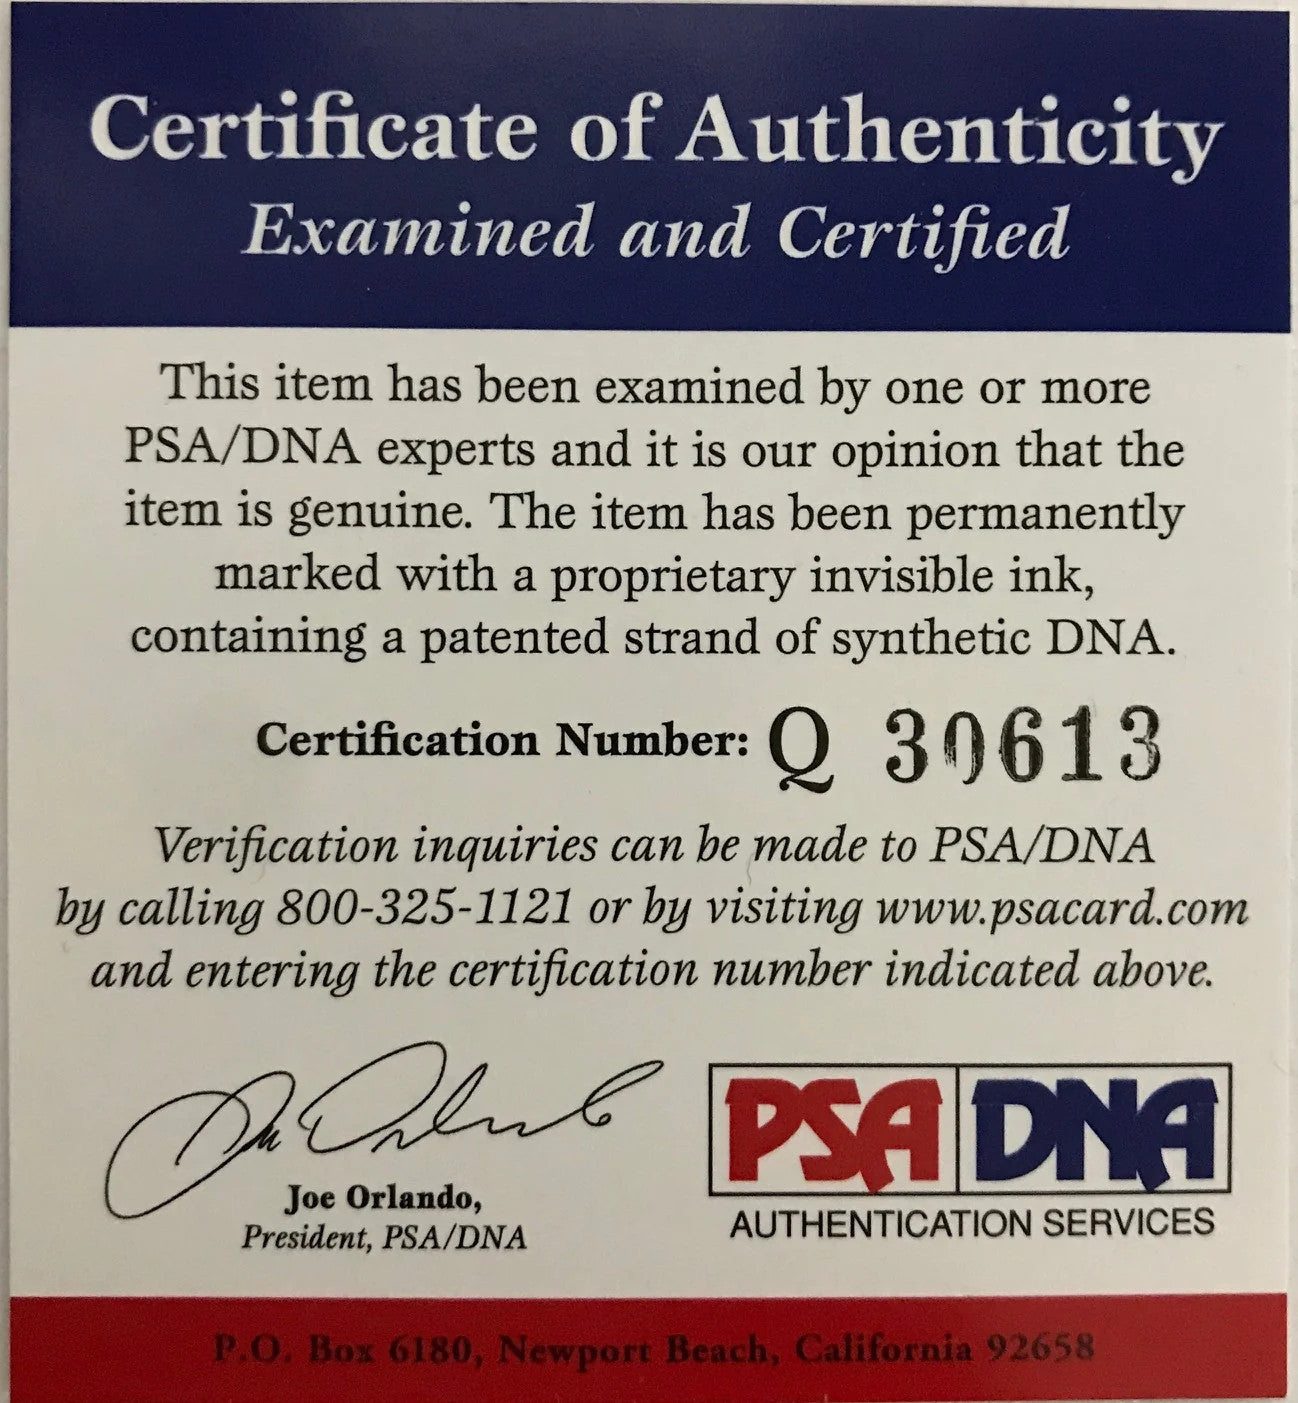 Certificate of Authenticity
Examined and Certified
This item has been examined by one or more
PSA/DNA experts and it is our opinion that the
item is genuine. The item has been permanently
marked with a proprietary invisible ink,
containing a patented strand of synthetic DNA.
Certification Number: Q 30613
Verification inquiries can be made to PSA/DNA
by calling 800-325-1121 or by visiting www.psacard.com
and entering the certification number indicated above.
Joe Orlando
Joe Orlando,
President, PSA/DNA
PSA DNA
AUTHENTICATION SERVICES
P.O. Box 6180, Newport Beach, California 92658